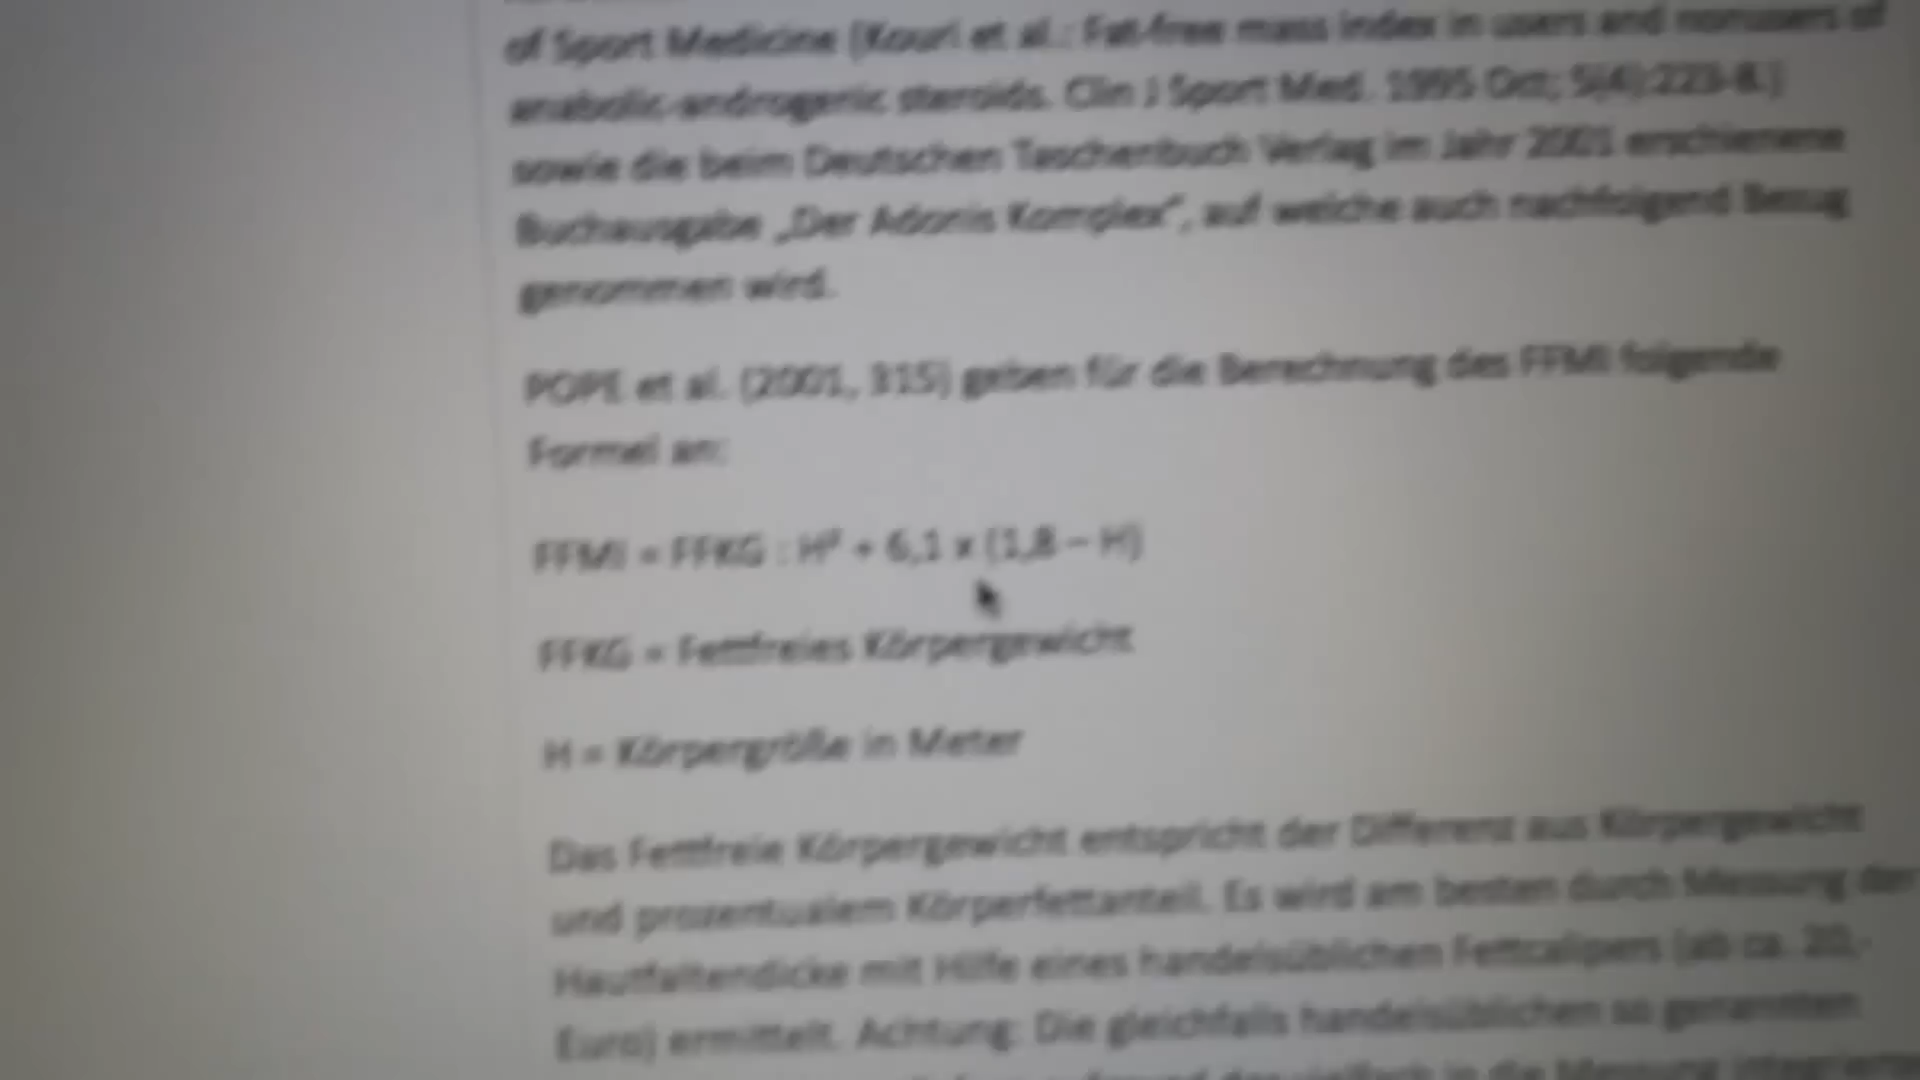 of Sport Medicine (Kouri et al.: Fat-free mass index in users and nonusers of
anabolic-androgenic steroids. Clin J Sport Med. 1995 Oct; 5(4):223-8.)
sowie die beim Deutschen Taschenbuch Verlag im Jahr 2001 erschienene
Buchausgabe „Der Adonis Komplex“, auf welche auch nachfolgend Bezug
genommen wird.
POPE et al. (2001, 315) geben für die Berechnung des FFMI folgende
Formel an:
FFMI = FFKG : H² + 6,1 x (1,8 – H)
FFKG = Fettfreies Körpergewicht
H = Körpergröße in Meter
Das Fettfreie Körpergewicht entspricht der Differenz aus Körpergewicht
und prozentualem Körperfettanteil. Es wird am besten durch Messung der
Hautfaltendicke mit Hilfe eines handelsüblichen Fettcalipers (ab ca. 20,-
Euro) ermittelt. Achtung: Die gleichfalls handelsüblichen so genannten
in die Messung